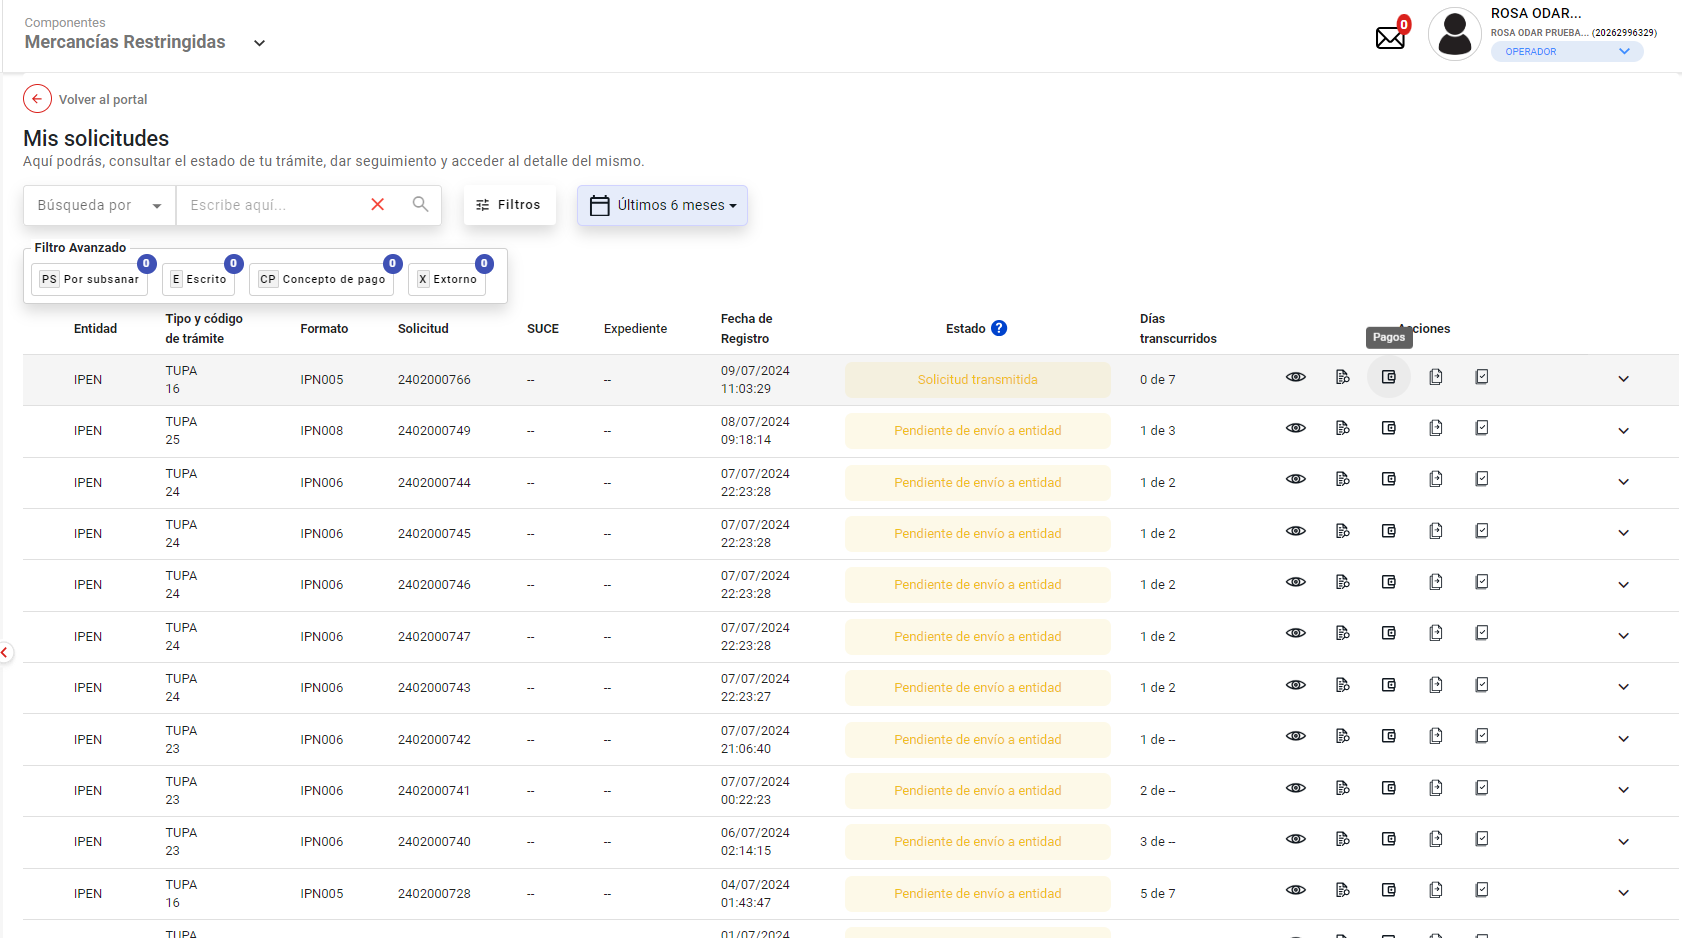 Componentes
Mercancías Restringidas
0
ROSA ODAR...
ROSA ODAR PRUEBA... (20262996329)
OPERADOR
Volver al portal
Mis solicitudes
Aquí podrás, consultar el estado de tu trámite, dar seguimiento y acceder al detalle del mismo.
Búsqueda por
Escribe aquí...
Filtros
Últimos 6 meses
Filtro Avanzado
PS Por subsanar 0
E Escrito 0
CP Concepto de pago 0
X Extorno 0
Entidad Tipo y código de trámite Formato Solicitud SUCE Expediente Fecha de Registro Estado ? Días transcurridos Acciones
Pagos
IPEN TUPA 16 IPN005 2402000766 -- -- 09/07/2024 11:03:29 Solicitud transmitida 0 de 7
IPEN TUPA 25 IPN008 2402000749 -- -- 08/07/2024 09:18:14 Pendiente de envío a entidad 1 de 3
IPEN TUPA 24 IPN006 2402000744 -- -- 07/07/2024 22:23:28 Pendiente de envío a entidad 1 de 2
IPEN TUPA 24 IPN006 2402000745 -- -- 07/07/2024 22:23:28 Pendiente de envío a entidad 1 de 2
IPEN TUPA 24 IPN006 2402000746 -- -- 07/07/2024 22:23:28 Pendiente de envío a entidad 1 de 2
IPEN TUPA 24 IPN006 2402000747 -- -- 07/07/2024 22:23:28 Pendiente de envío a entidad 1 de 2
IPEN TUPA 24 IPN006 2402000743 -- -- 07/07/2024 22:23:27 Pendiente de envío a entidad 1 de 2
IPEN TUPA 23 IPN006 2402000742 -- -- 07/07/2024 21:06:40 Pendiente de envío a entidad 1 de --
IPEN TUPA 23 IPN006 2402000741 -- -- 07/07/2024 00:22:23 Pendiente de envío a entidad 2 de --
IPEN TUPA 23 IPN006 2402000740 -- -- 06/07/2024 02:14:15 Pendiente de envío a entidad 3 de --
IPEN TUPA 16 IPN005 2402000728 -- -- 04/07/2024 01:43:47 Pendiente de envío a entidad 5 de 7
TUPA 01/07/2024